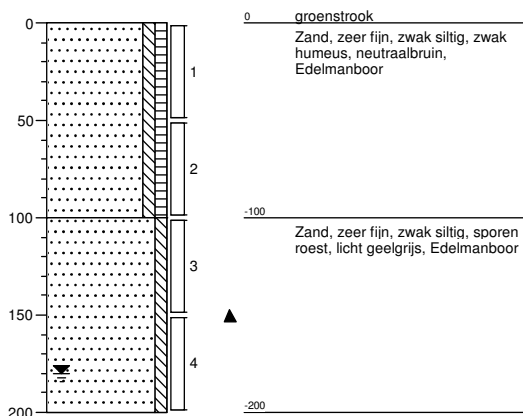 0
50
100
150
200
1
2
3
4
0
groenstrook
Zand, zeer fijn, zwak siltig, zwak
humeus, neutraalbruin,
Edelmanboor
-100
Zand, zeer fijn, zwak siltig, sporen
roest, licht geelgrijs, Edelmanboor
-200